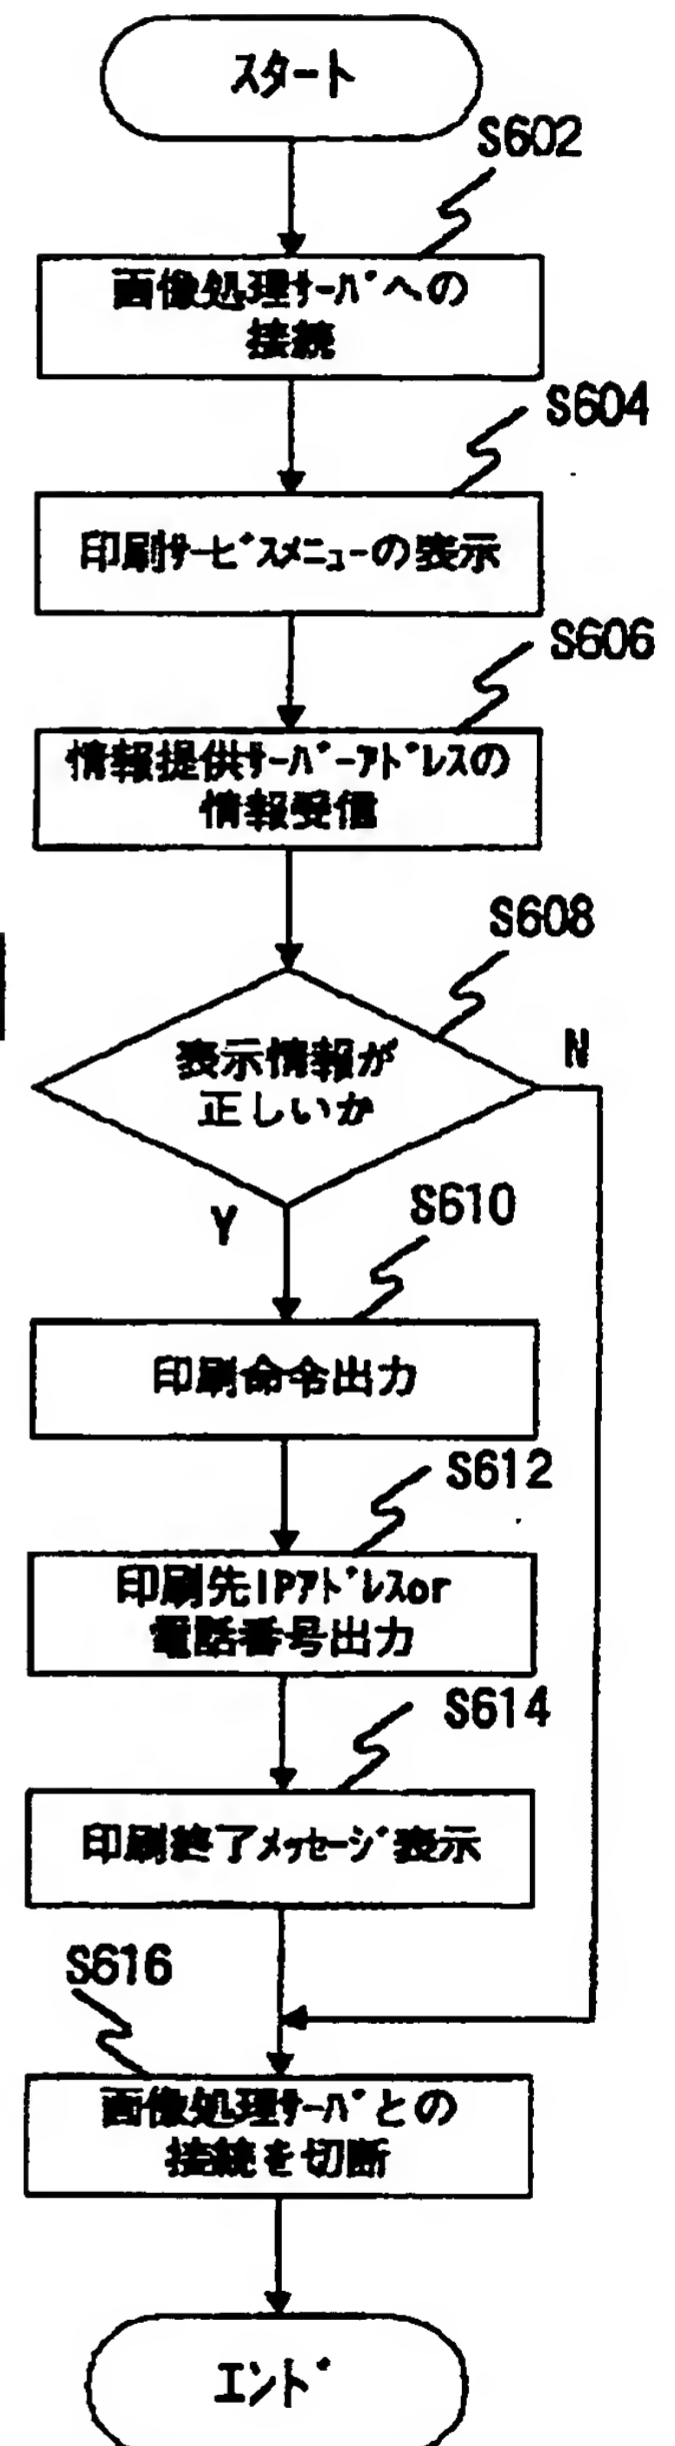 スタート
S602
画像処理ｻｰﾊﾞへの
接続
S604
印刷ｻｰﾋﾞｽﾒﾆｭｰの表示
S606
情報提供ｻｰﾊﾞｰｱﾄﾞﾚｽの
情報受信
S608
表示情報が
正しいか
N
Y
S610
印刷命令出力
S612
印刷先IPｱﾄﾞﾚｽor
電話番号出力
S614
印刷終了ﾒｯｾｰｼﾞ表示
S616
画像処理ｻｰﾊﾞとの
接続を切断
エンド